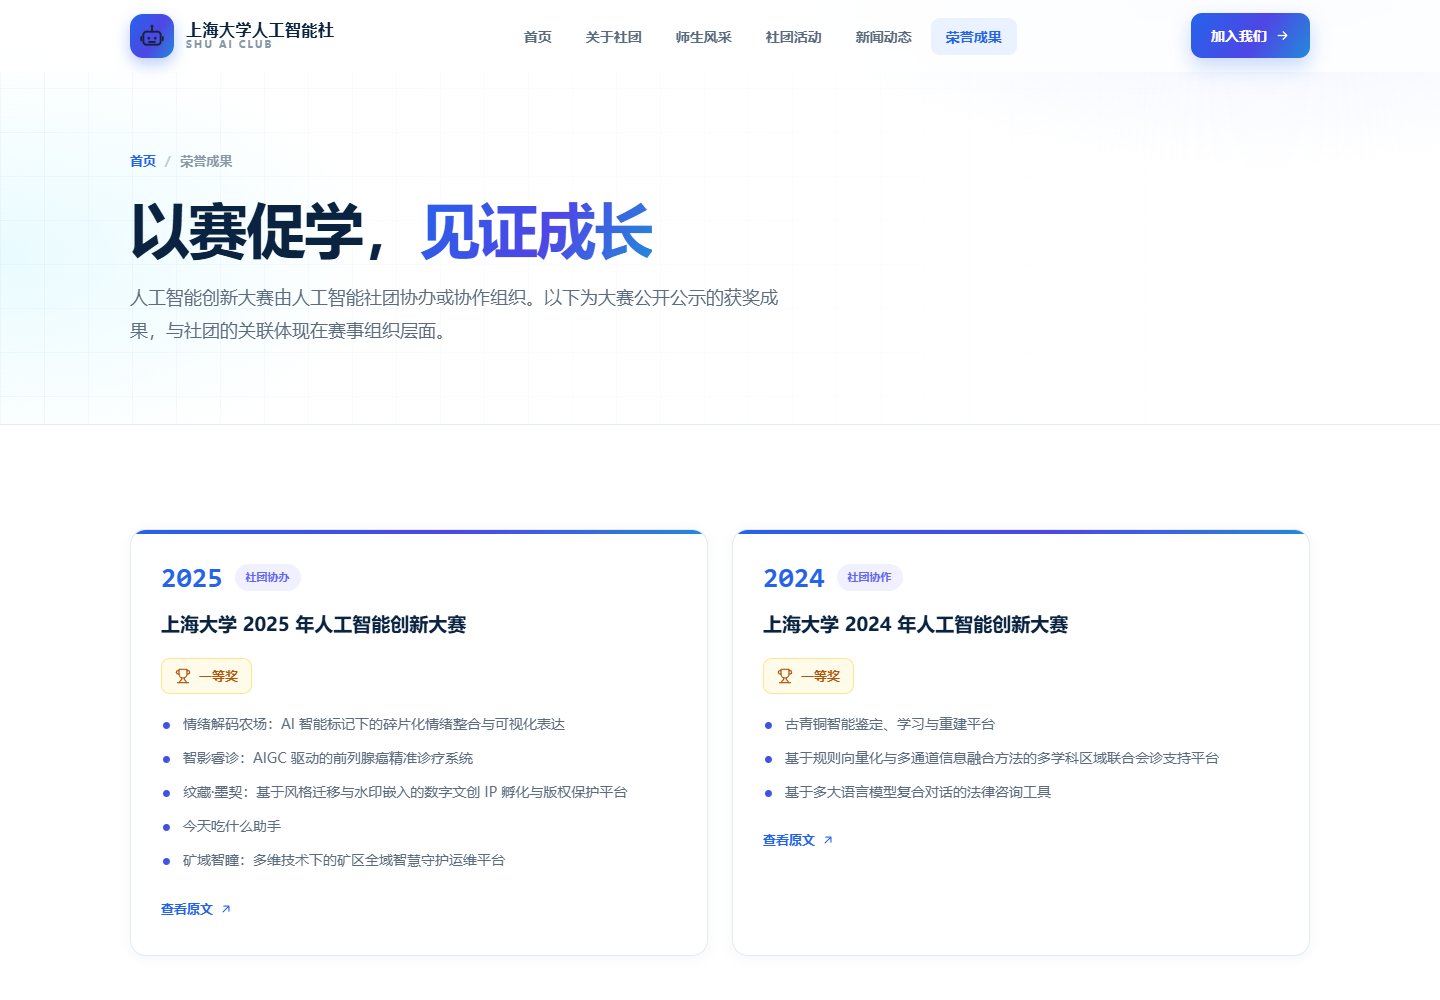 上海大学人工智能社
SHU AI CLUB
首页
关于社团
师生风采
社团活动
新闻动态
荣誉成果
加入我们 →
首页 / 荣誉成果
以赛促学，见证成长
人工智能创新大赛由人工智能社团协办或协作组织。以下为大赛公开公示的获奖成
果，与社团的关联体现在赛事组织层面。
2025 社团协办
上海大学 2025 年人工智能创新大赛
一等奖
情绪解码农场：AI 智能标记下的碎片化情绪整合与可视化表达
智影睿诊：AIGC 驱动的前列腺癌精准诊疗系统
纹藏·墨契：基于风格迁移与水印嵌入的数字文创 IP 孵化与版权保护平台
今天吃什么助手
矿域智瞳：多维技术下的矿区全域智慧守护运维平台
查看原文 ↗
2024 社团协作
上海大学 2024 年人工智能创新大赛
一等奖
古青铜智能鉴定、学习与重建平台
基于规则向量化与多通道信息融合方法的多学科区域联合会诊支持平台
基于多大语言模型复合对话的法律咨询工具
查看原文 ↗